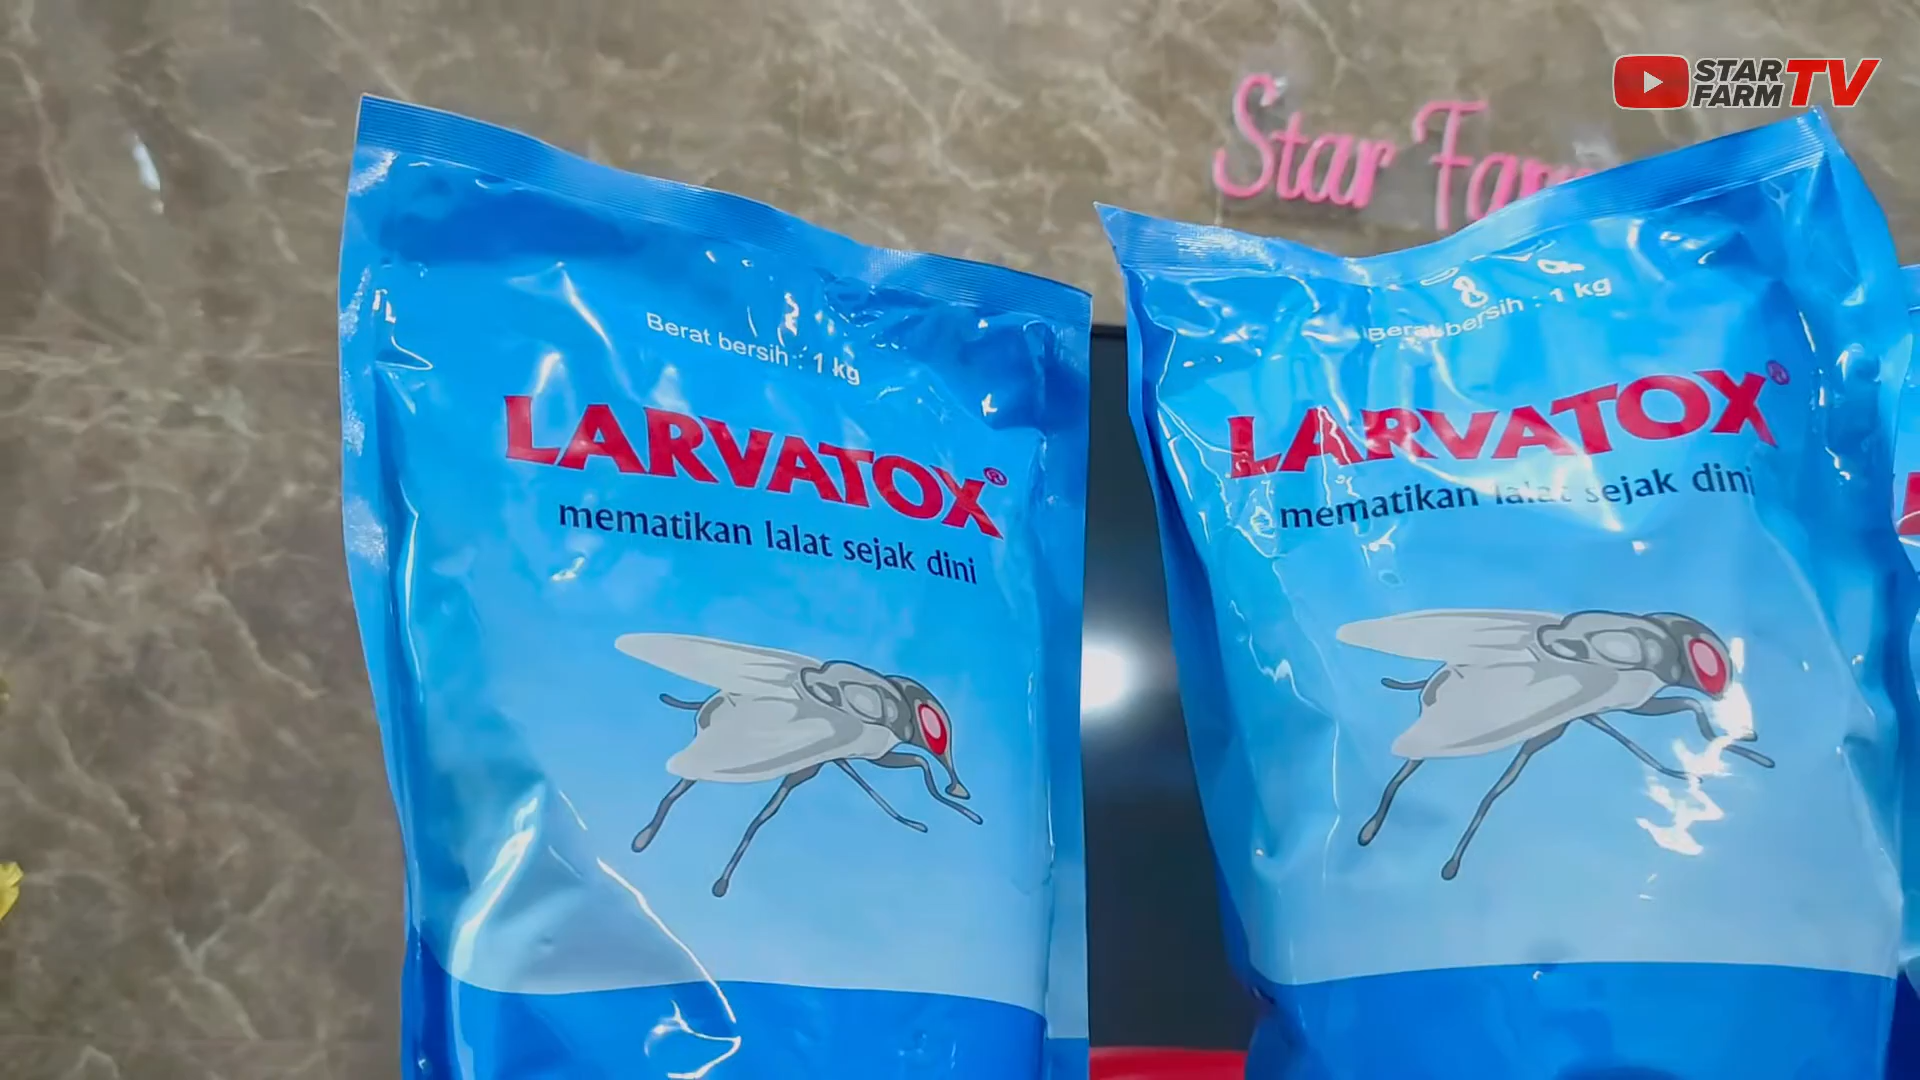 STAR
FARM TV
Star Farm
Berat bersih : 1 kg
LARVATOX®
mematikan lalat sejak dini
Berat bersih : 1 kg
LARVATOX®
mematikan lalat sejak dini